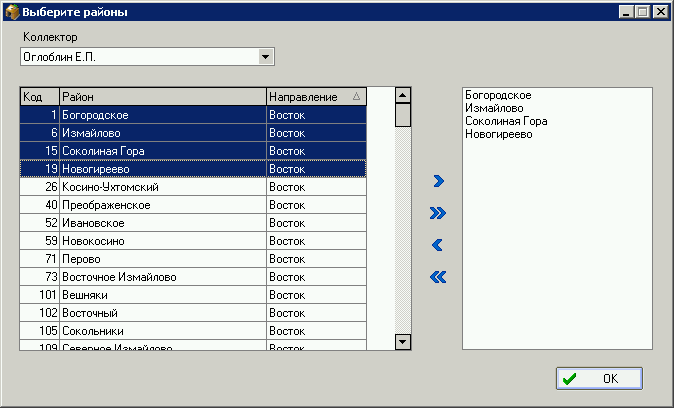 Выберите районы
Коллектор
Оглоблин Е.П.
Код Район Направление
1 Богородское Восток
6 Измайлово Восток
15 Соколиная Гора Восток
19 Новогиреево Восток
26 Косино-Ухтомский Восток
40 Преображенское Восток
52 Ивановское Восток
59 Новокосино Восток
71 Перово Восток
73 Восточное Измайлово Восток
101 Вешняки Восток
102 Восточный Восток
105 Сокольники Восток
109 Северное Измайлово Восток
Богородское
Измайлово
Соколиная Гора
Новогиреево
OK